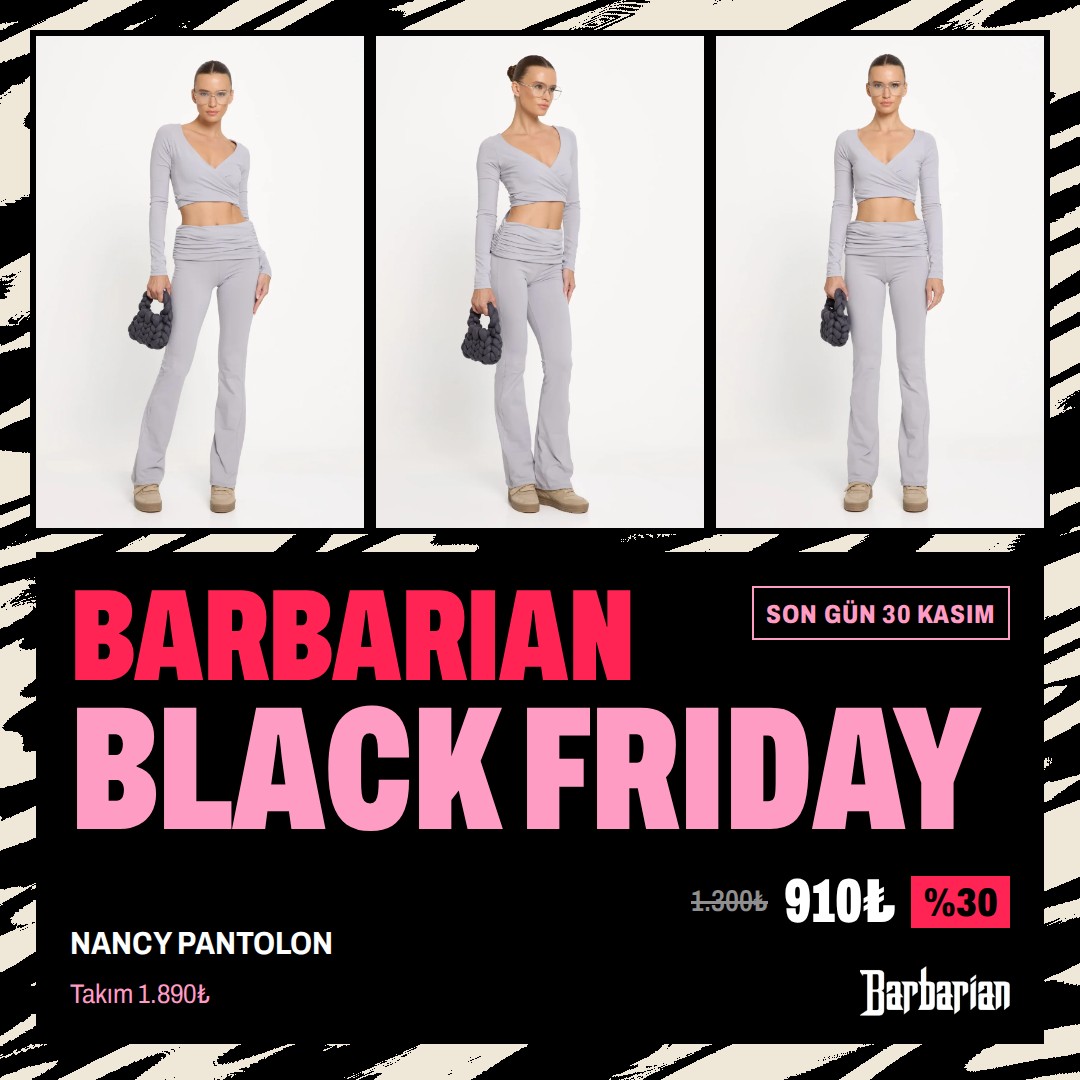 BARBARIAN
SON GÜN 30 KASIM
BLACK FRIDAY
1.300₺ 910₺ %30
NANCY PANTOLON
Takım 1.890₺
Barbarian